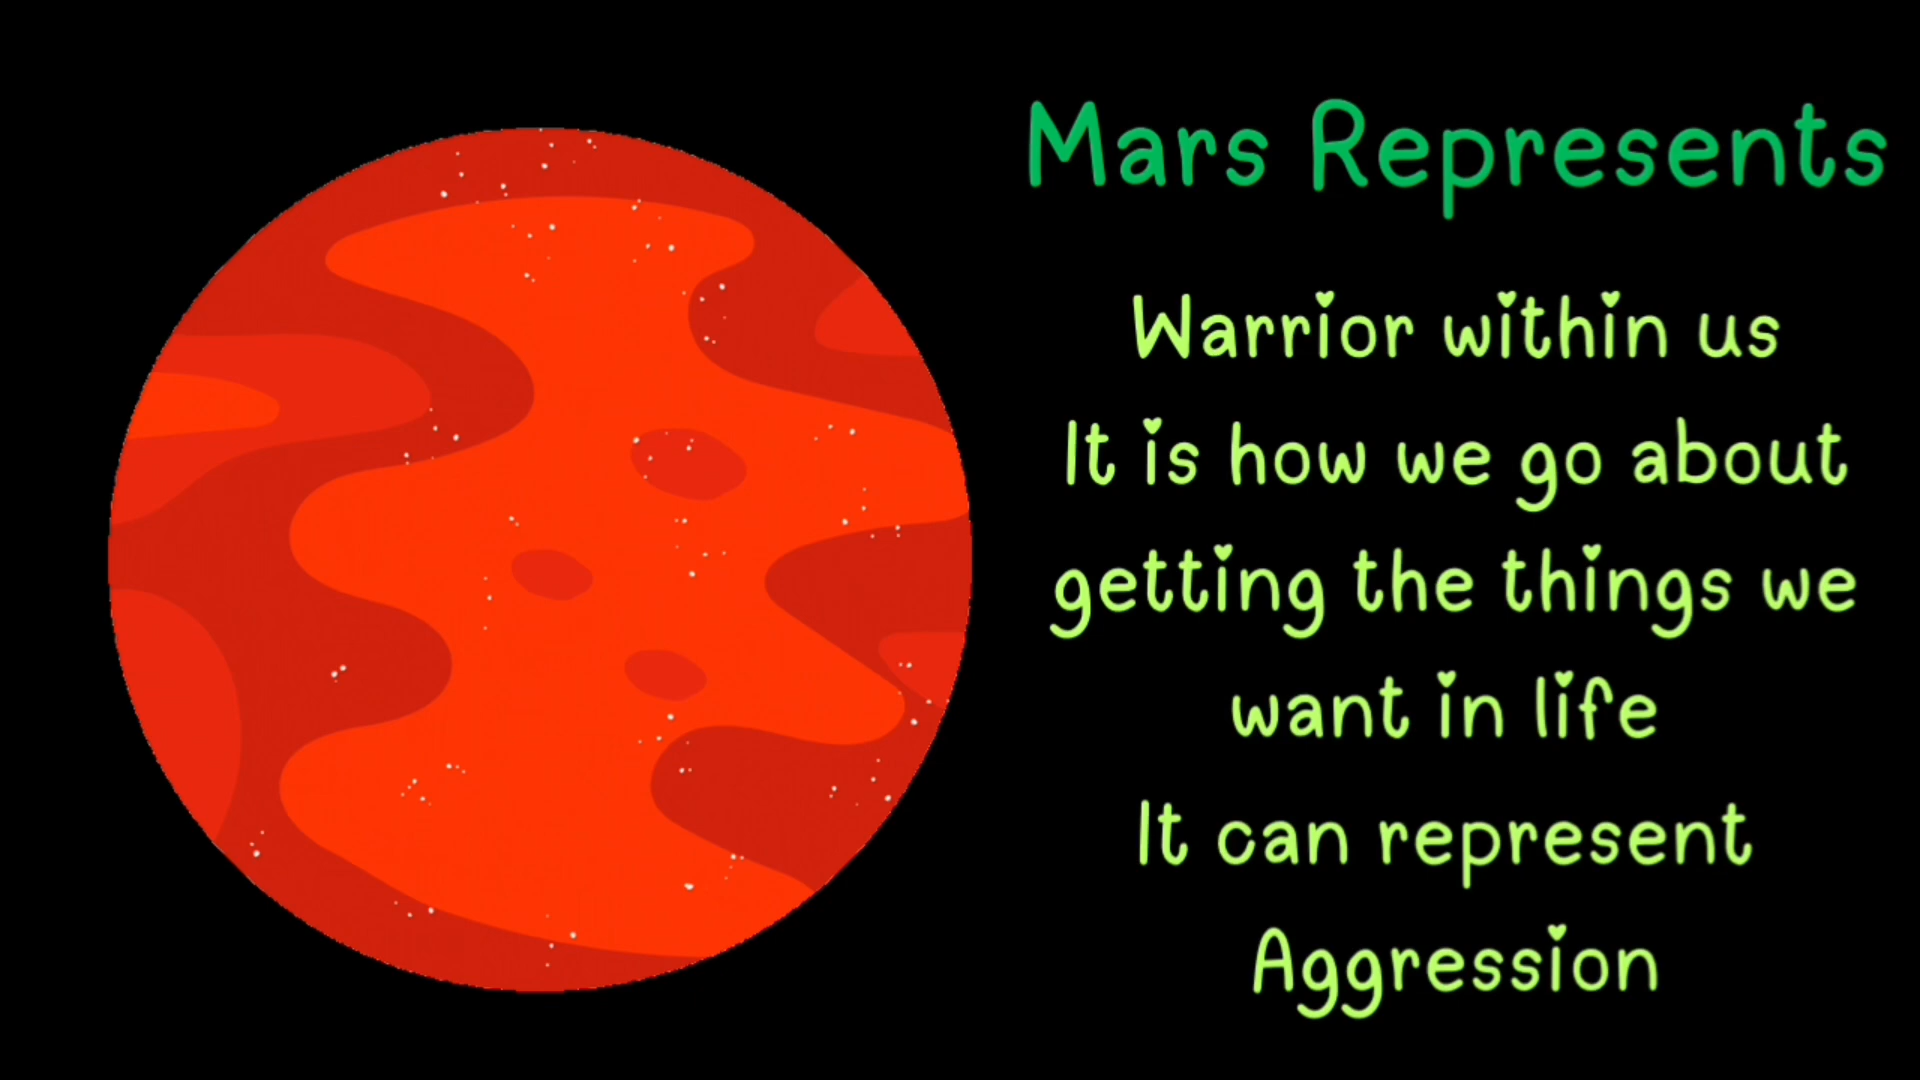 Mars Represents
Warrior within us
It is how we go about
getting the things we
want in life
It can represent
Aggression